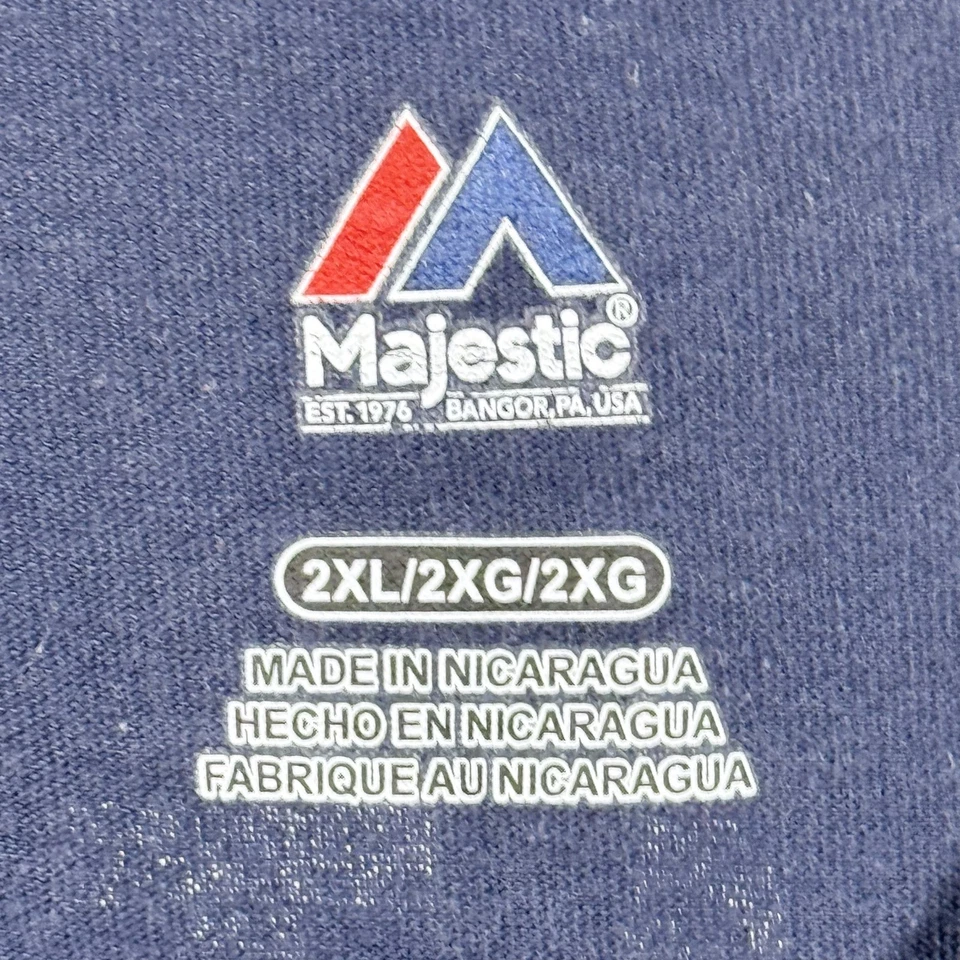 Majestic®
EST. 1976 BANGOR, PA, USA
2XL/2XG/2XG
MADE IN NICARAGUA
HECHO EN NICARAGUA
FABRIQUE AU NICARAGUA